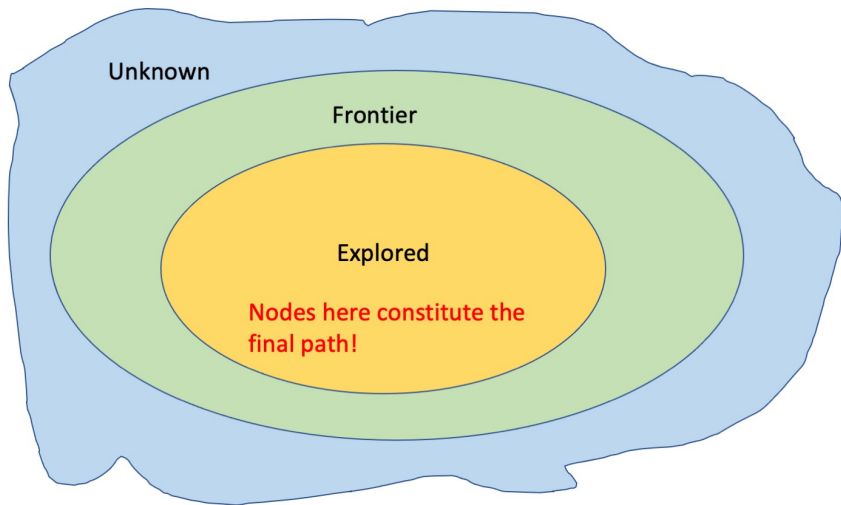 Unknown
Frontier
Explored
Nodes here constitute the
final path!